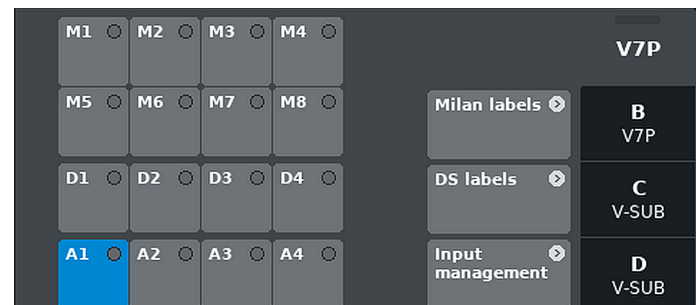 M1 M2 M3 M4
V7P
M5 M6 M7 M8
Milan labels
B
V7P
D1 D2 D3 D4
DS labels
C
V-SUB
A1 A2 A3 A4
Input
management
D
V-SUB